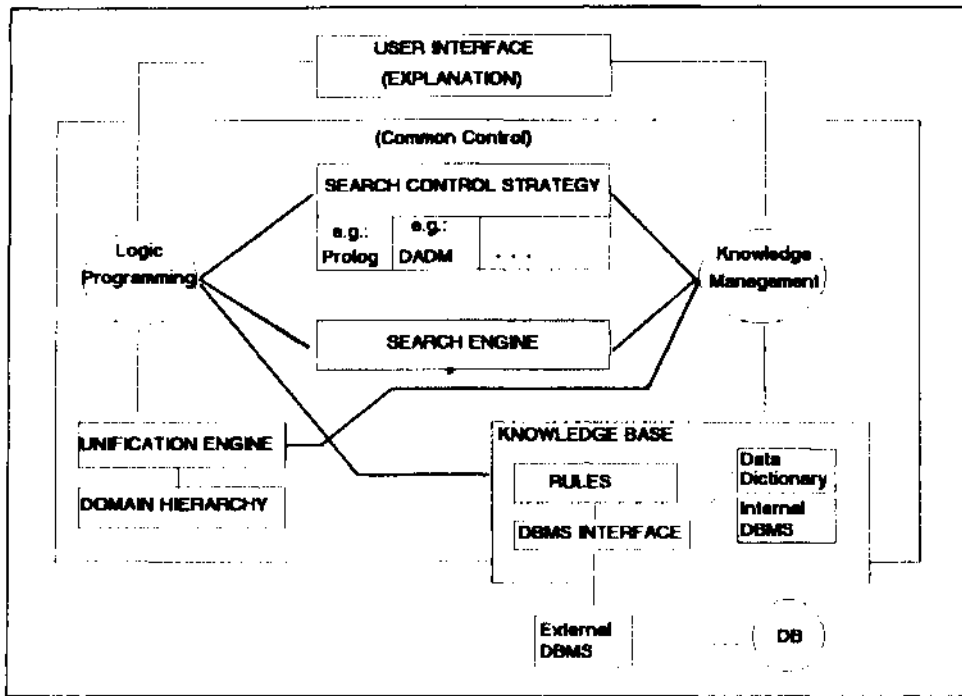 USER INTERFACE
(EXPLANATION)
(Common Control)
SEARCH CONTROL STRATEGY
e.g.:
Prolog
e.g.:
DADM
. . .
Logic
Programming
Knowledge
Management
SEARCH ENGINE
UNIFICATION ENGINE
DOMAIN HIERARCHY
KNOWLEDGE BASE
RULES
DBMS INTERFACE
Data
Dictionary
Internal
DBMS
External
DBMS
DB